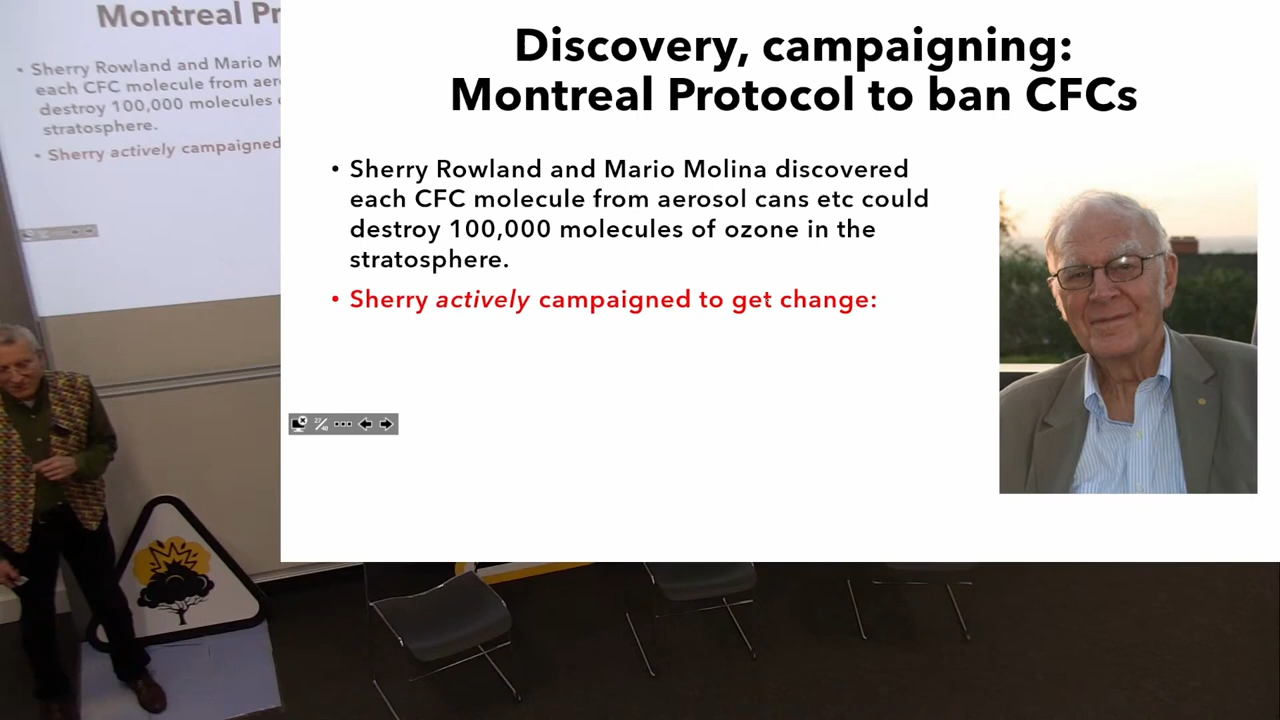 Montreal Pr
• Sherry Rowland and Mario M
each CFC molecule from aer
destroy 100,000 molecules
stratosphere.
• Sherry actively campaigned
Discovery, campaigning:
Montreal Protocol to ban CFCs
• Sherry Rowland and Mario Molina discovered
each CFC molecule from aerosol cans etc could
destroy 100,000 molecules of ozone in the
stratosphere.
• Sherry actively campaigned to get change:
27/40